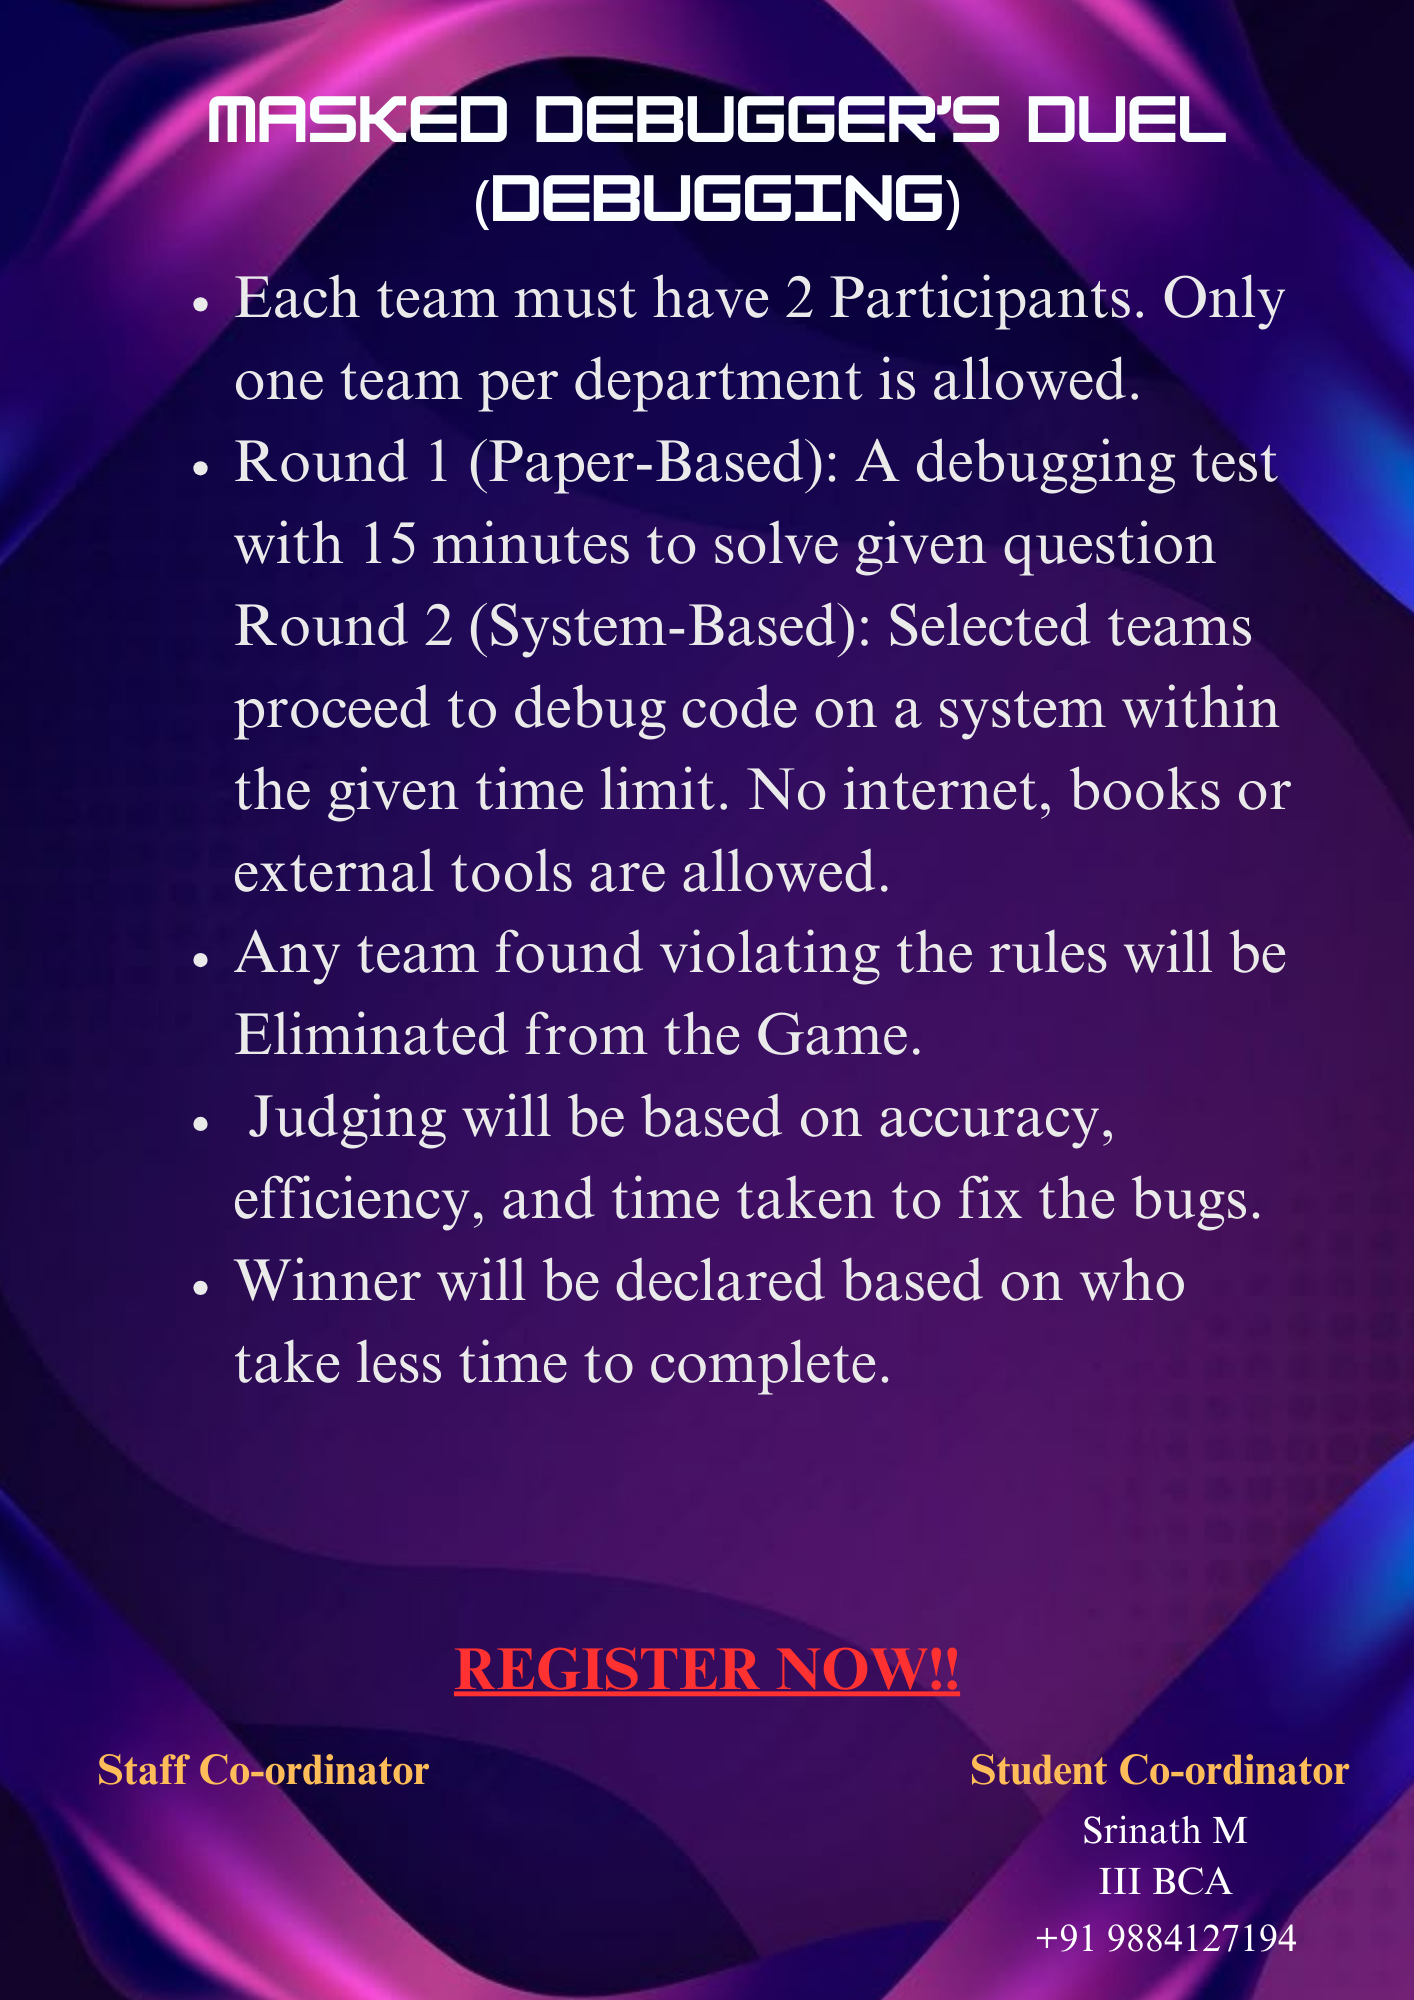 MASKED DEBUGGER'S DUEL
(DEBUGGING)
• Each team must have 2 Participants. Only
one team per department is allowed.
• Round 1 (Paper-Based): A debugging test
with 15 minutes to solve given question
Round 2 (System-Based): Selected teams
proceed to debug code on a system within
the given time limit. No internet, books or
external tools are allowed.
• Any team found violating the rules will be
Eliminated from the Game.
• Judging will be based on accuracy,
efficiency, and time taken to fix the bugs.
• Winner will be declared based on who
take less time to complete.
REGISTER NOW!!
Staff Co-ordinator
Student Co-ordinator
Srinath M
III BCA
+91 9884127194